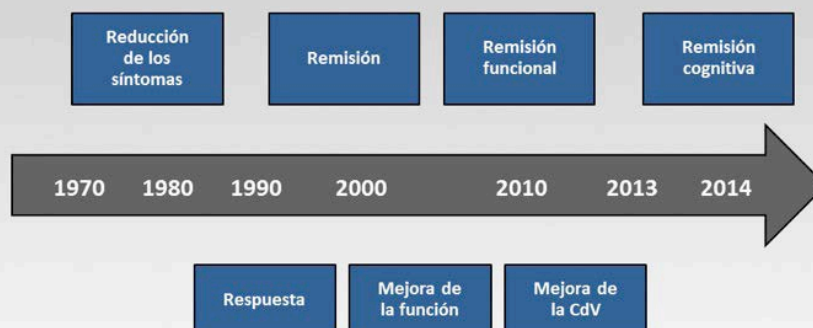 Reducción
de los
síntomas
Remisión
Remisión
funcional
Remisión
cognitiva
1970 1980 1990 2000 2010 2013 2014
Respuesta
Mejora de
la función
Mejora de
la CdV